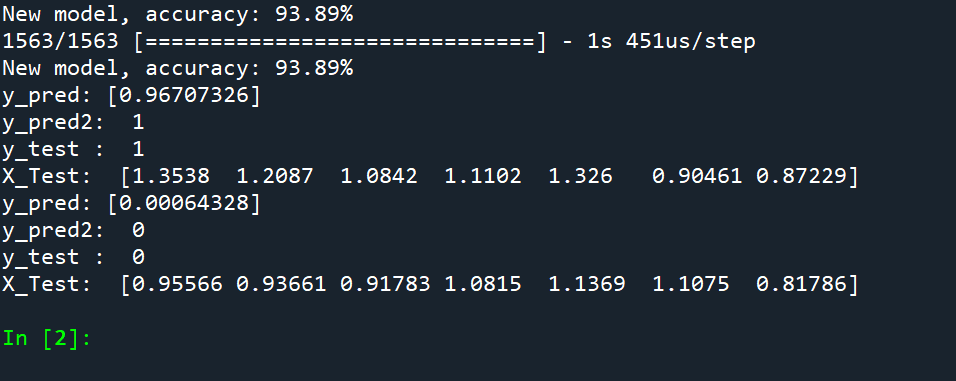 New model, accuracy: 93.89%
1563/1563 [==============================] - 1s 451us/step
New model, accuracy: 93.89%
y_pred: [0.96707326]
y_pred2:  1
y_test :  1
X_Test:  [1.3538  1.2087  1.0842  1.1102  1.326   0.90461 0.87229]
y_pred: [0.00064328]
y_pred2:  0
y_test :  0
X_Test:  [0.95566 0.93661 0.91783 1.0815  1.1369  1.1075  0.81786]
In [2]: